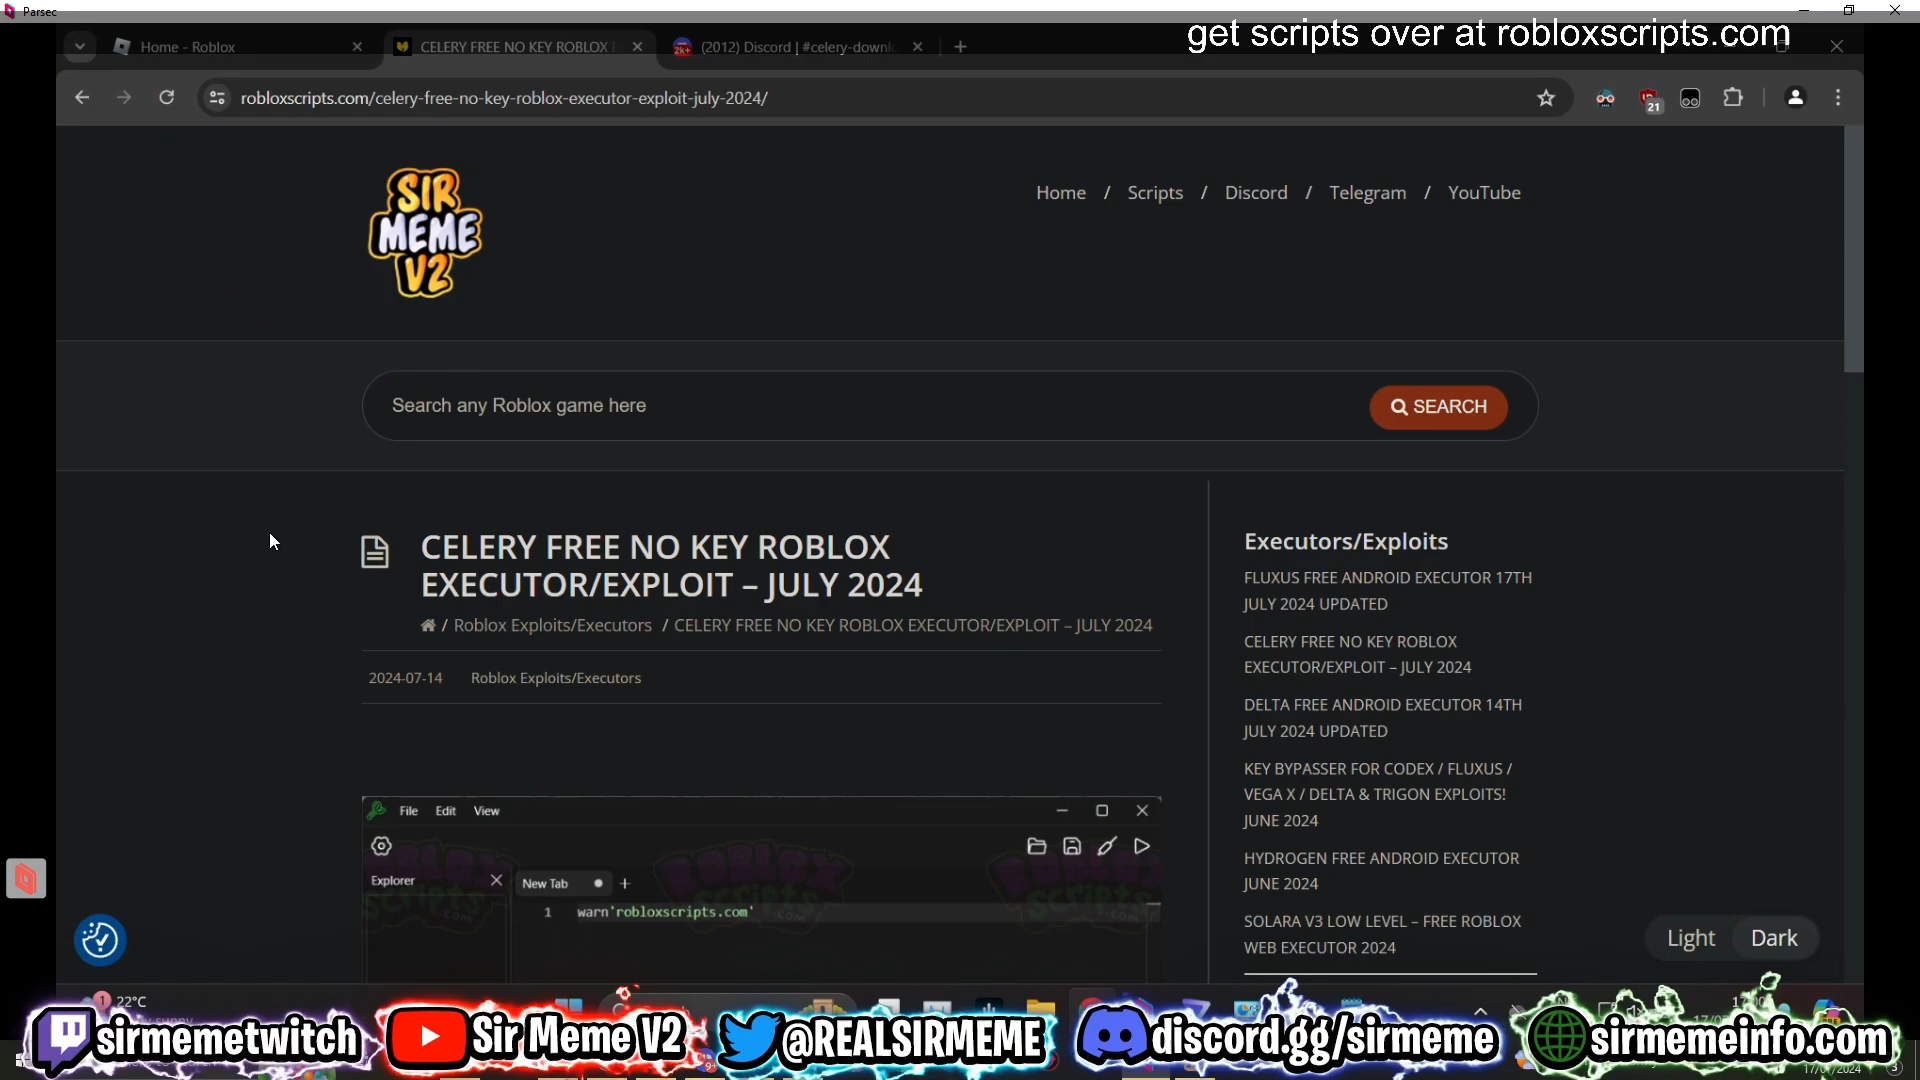 Parsec
get scripts over at robloxscripts.com
Home - Roblox
CELERY FREE NO KEY ROBLOX
(2012) Discord | #celery-downl
robloxscripts.com/celery-free-no-key-roblox-executor-exploit-july-2024/
21
SIR
MEME
V2
Home / Scripts / Discord / Telegram / YouTube
Search any Roblox game here
SEARCH
CELERY FREE NO KEY ROBLOX
EXECUTOR/EXPLOIT – JULY 2024
/ Roblox Exploits/Executors / CELERY FREE NO KEY ROBLOX EXECUTOR/EXPLOIT – JULY 2024
2024-07-14 Roblox Exploits/Executors
File Edit View
Explorer
New Tab
1 warn'robloxscripts.com'
Executors/Exploits
FLUXUS FREE ANDROID EXECUTOR 17TH
JULY 2024 UPDATED
CELERY FREE NO KEY ROBLOX
EXECUTOR/EXPLOIT – JULY 2024
DELTA FREE ANDROID EXECUTOR 14TH
JULY 2024 UPDATED
KEY BYPASSER FOR CODEX / FLUXUS /
VEGA X / DELTA & TRIGON EXPLOITS!
JUNE 2024
HYDROGEN FREE ANDROID EXECUTOR
JUNE 2024
SOLARA V3 LOW LEVEL – FREE ROBLOX
WEB EXECUTOR 2024
Light Dark
1
22°C
sirmemetwitch
Sir Meme V2
@REALSIRMEME
discord.gg/sirmeme
sirmemeinfo.com